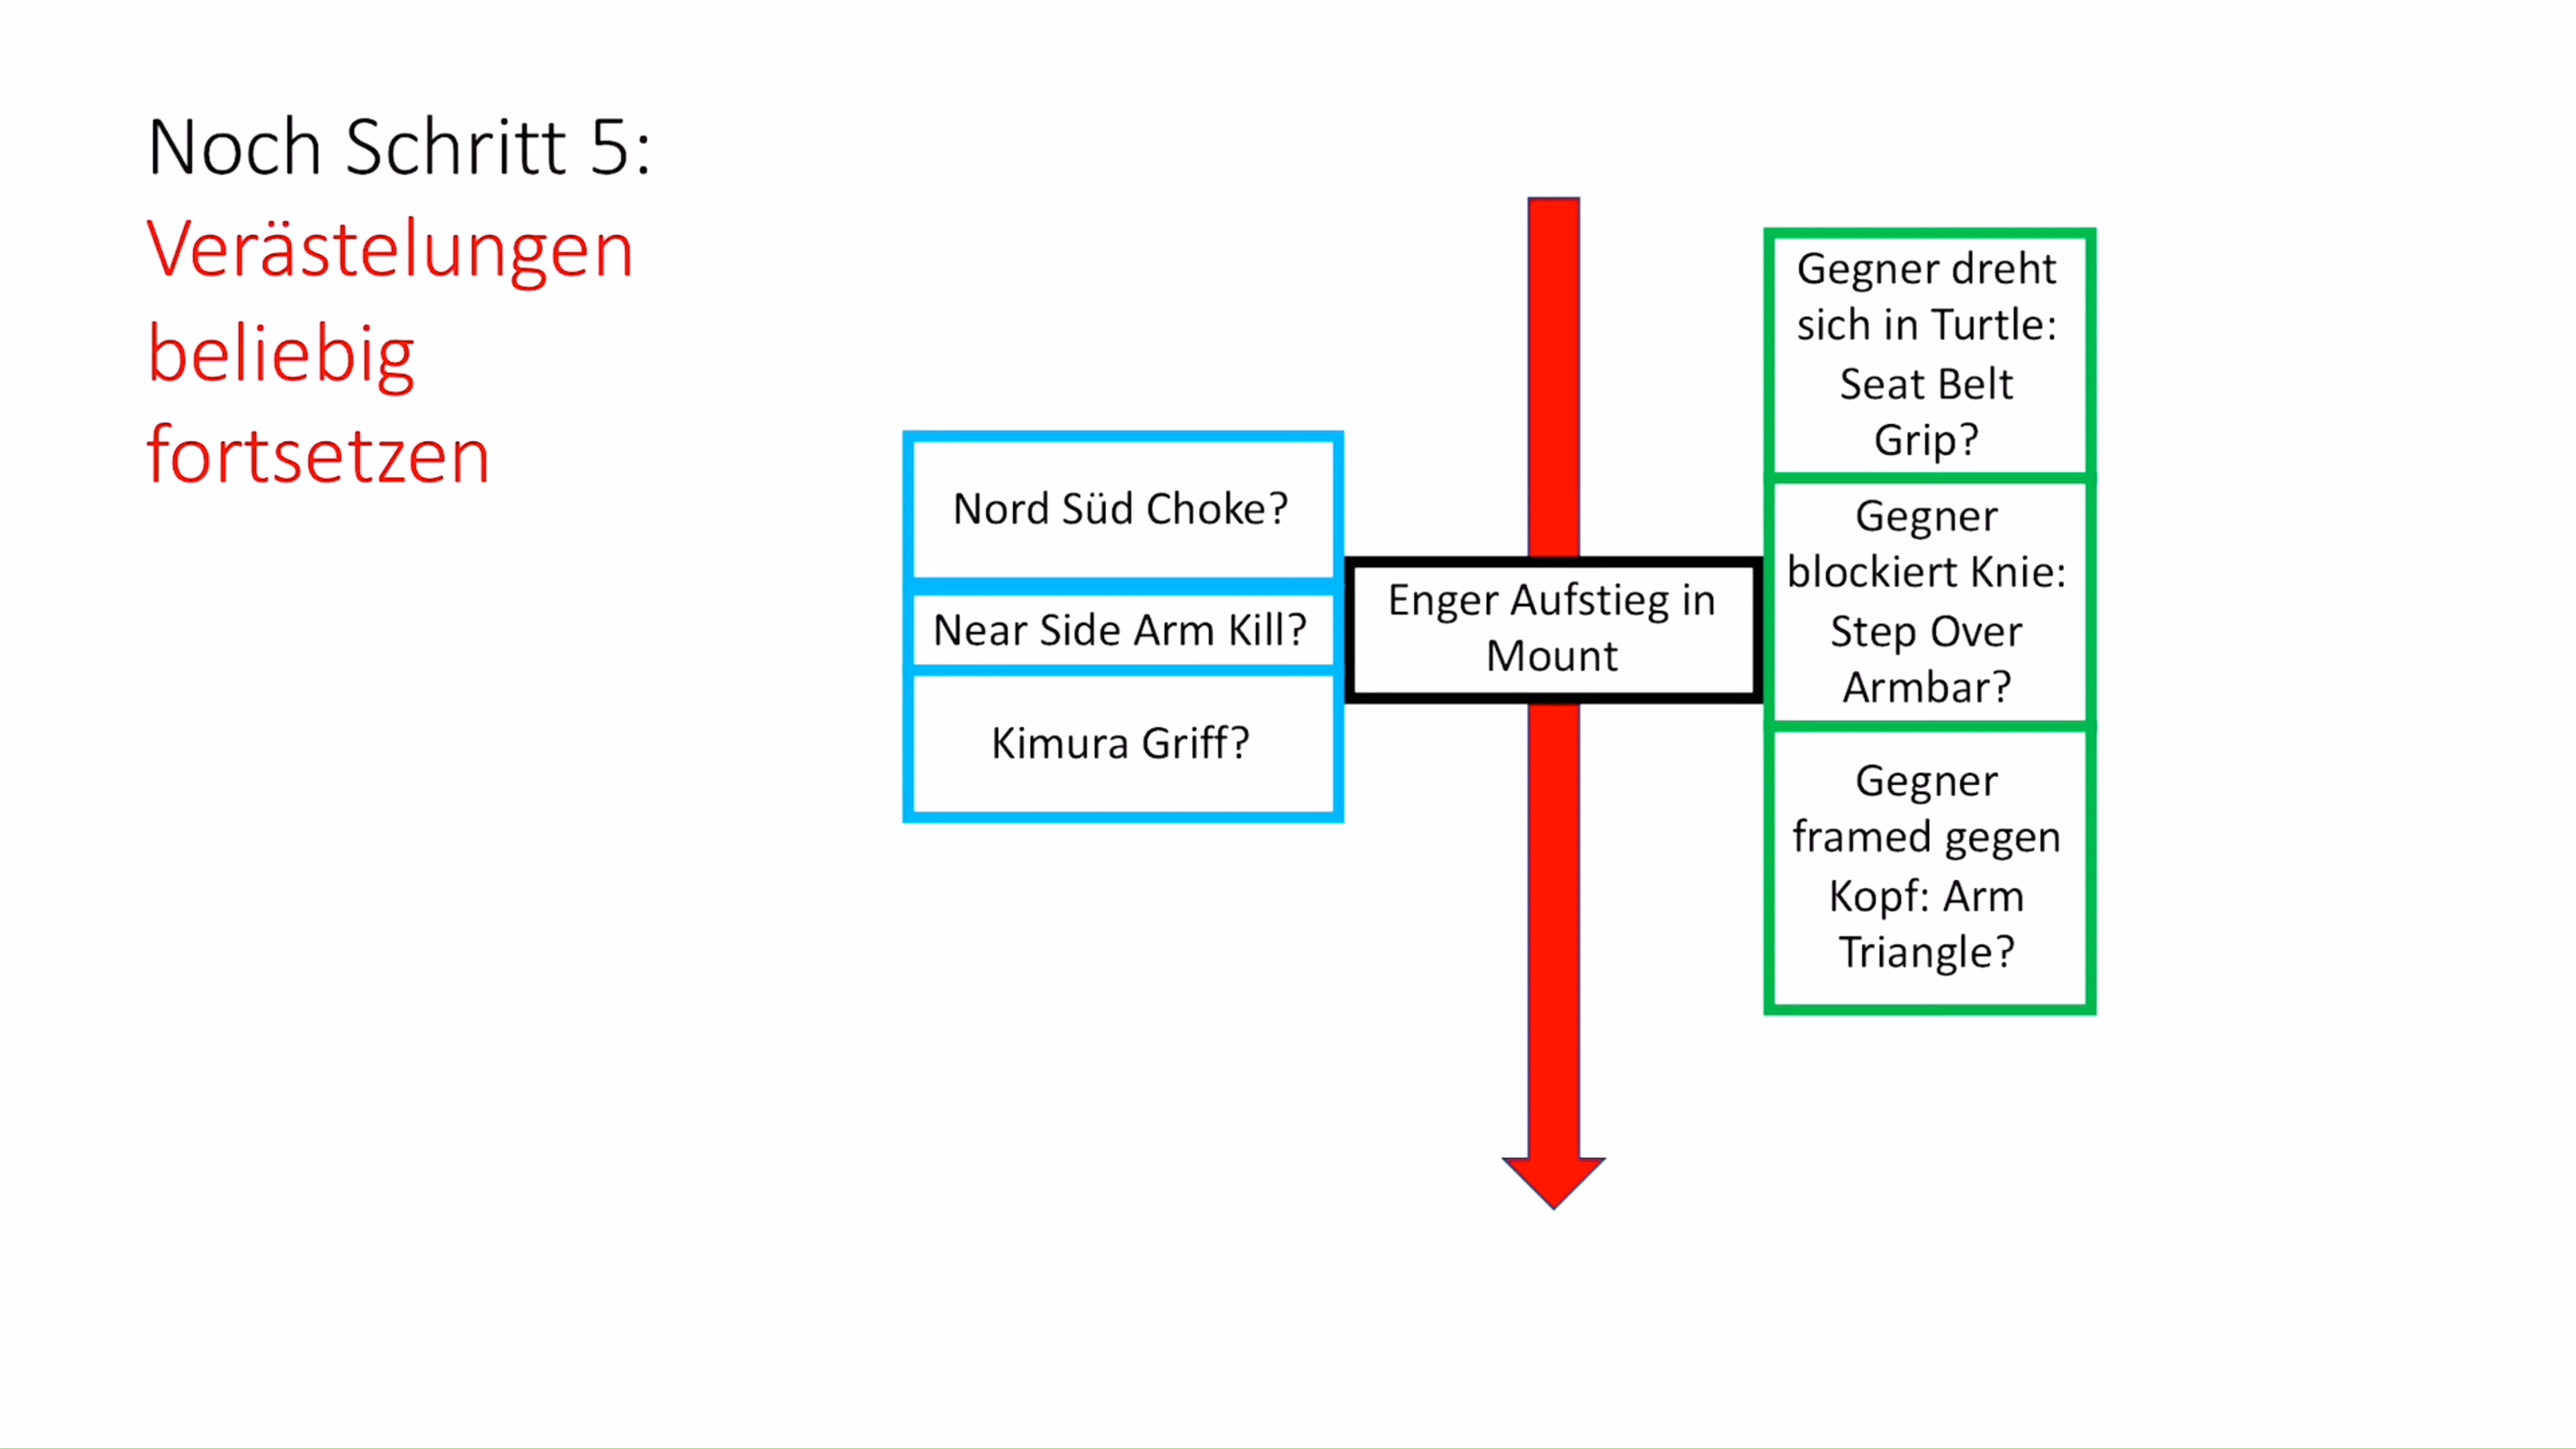 Noch Schritt 5:
Verästelungen
beliebig
fortsetzen
Nord Süd Choke?
Near Side Arm Kill?
Kimura Griff?
Enger Aufstieg in
Mount
Gegner dreht
sich in Turtle:
Seat Belt
Grip?
Gegner
blockiert Knie:
Step Over
Armbar?
Gegner
framed gegen
Kopf: Arm
Triangle?